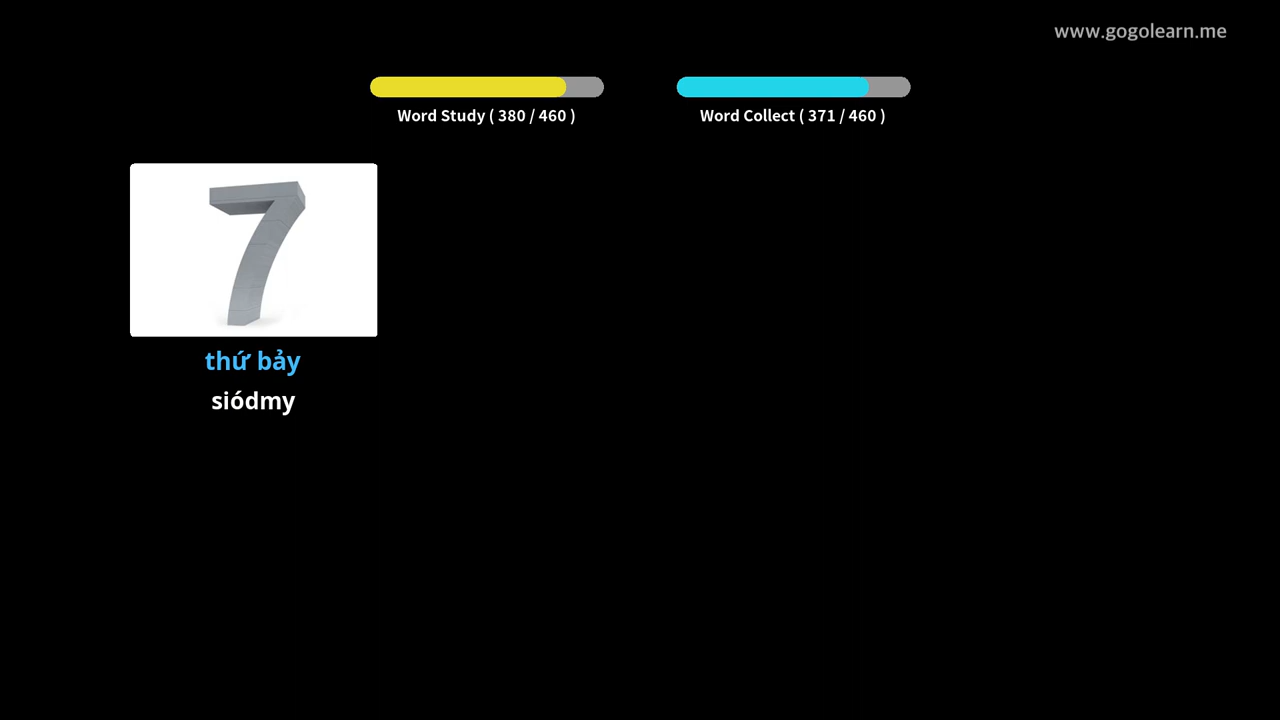 www.gogolearn.me
Word Study ( 380 / 460 )
Word Collect ( 371 / 460 )
7
thứ bảy
siódmy